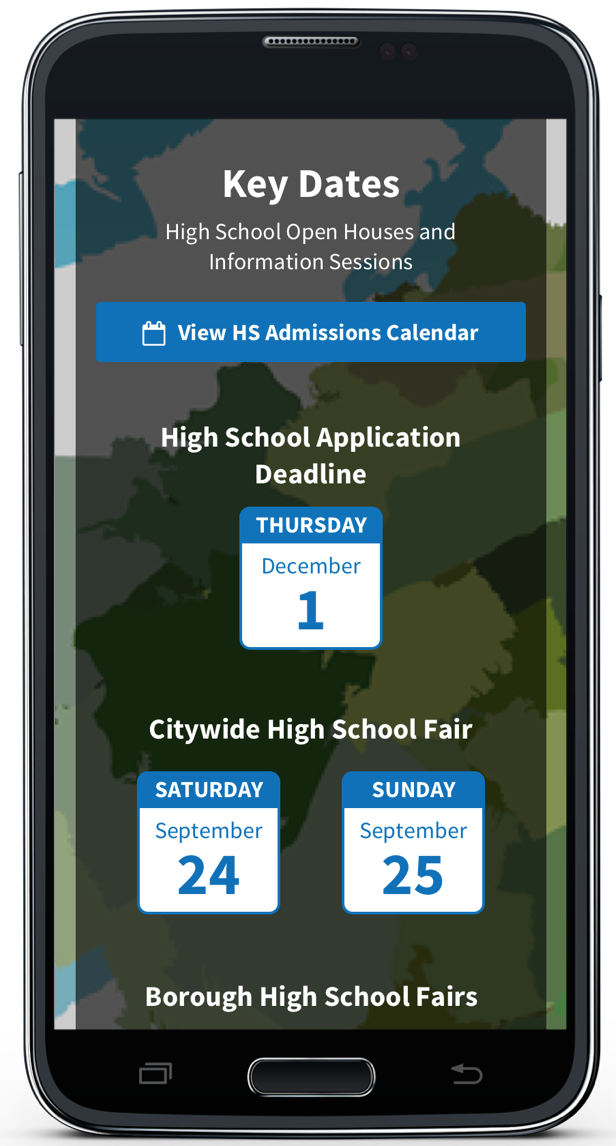 Key Dates
High School Open Houses and
Information Sessions
View HS Admissions Calendar
High School Application
Deadline
THURSDAY
December
1
Citywide High School Fair
SATURDAY
September
24
SUNDAY
September
25
Borough High School Fairs